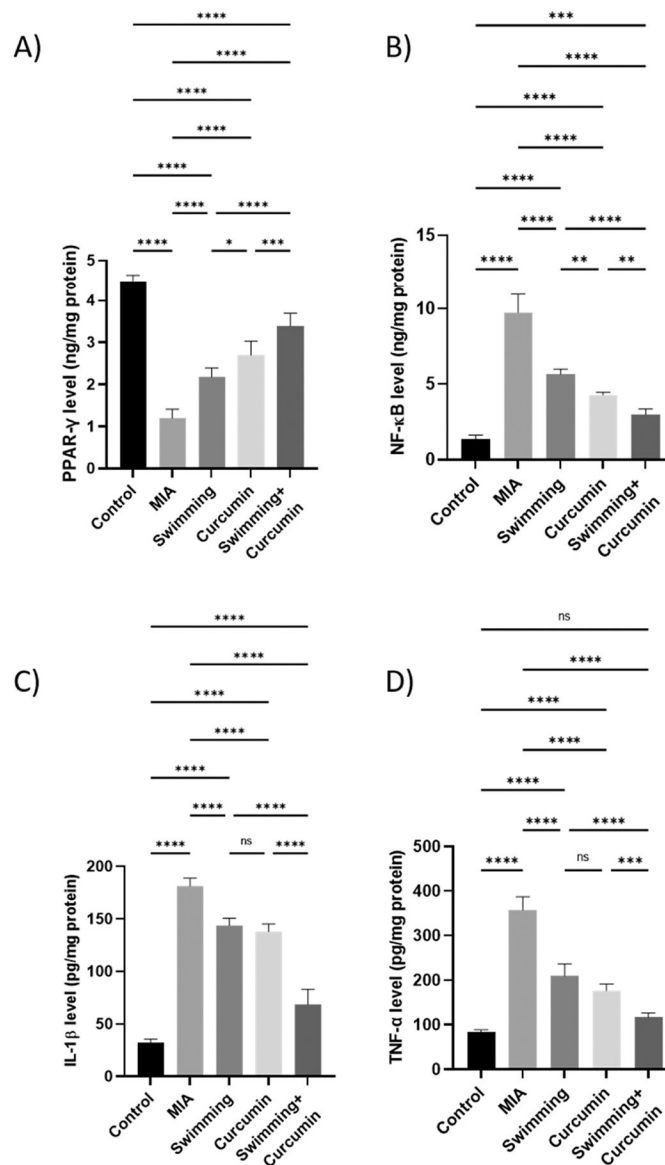 A)
****
****
****
****
****
**** ****
**** * ***
PPAR-γ level (ng/mg protein)
5
4
3
2
1
0
Control
MIA
Swimming
Curcumin
Swimming+
Curcumin
B)
***
****
****
****
****
**** ****
**** ** **
NF-κB level (ng/mg protein)
15
10
5
0
Control
MIA
Swimming
Curcumin
Swimming+
Curcumin
C)
****
****
****
****
****
**** ****
**** ns ****
IL-1β level (pg/mg protein)
200
150
100
50
0
Control
MIA
Swimming
Curcumin
Swimming+
Curcumin
D)
ns
****
****
****
****
**** ****
**** ns ***
TNF-α level (pg/mg protein)
500
400
300
200
100
0
Control
MIA
Swimming
Curcumin
Swimming+
Curcumin